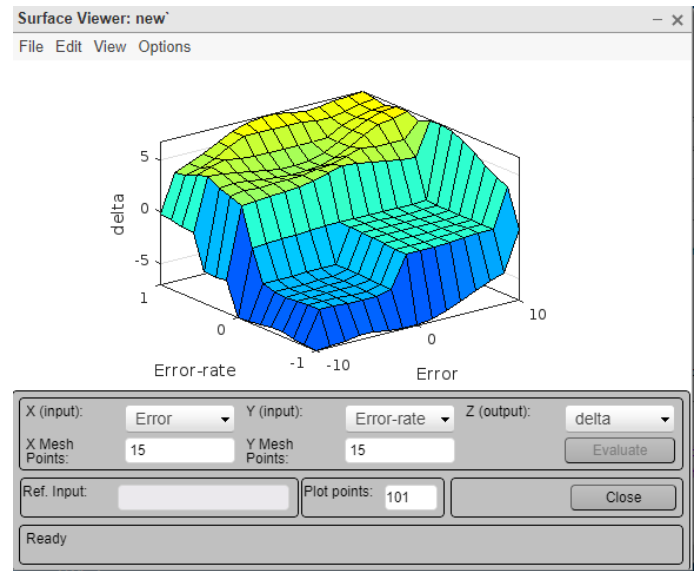 Surface Viewer: new`
File Edit View Options
5
0
-5
delta
1
0
-1
Error-rate
-10
0
10
Error
X (input): Error Y (input): Error-rate Z (output): delta
X Mesh Points: 15 Y Mesh Points: 15 Evaluate
Ref. Input: Plot points: 101 Close
Ready